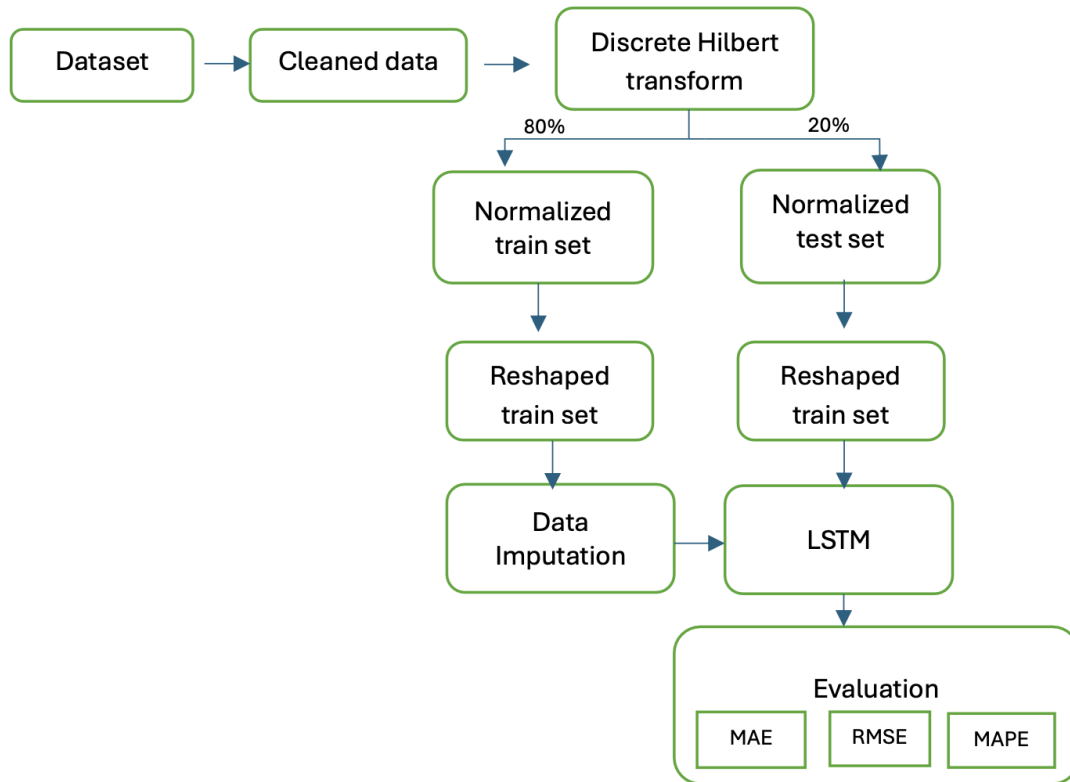 Dataset
Cleaned data
Discrete Hilbert
transform
80%
20%
Normalized
train set
Normalized
test set
Reshaped
train set
Reshaped
train set
Data
Imputation
LSTM
Evaluation
MAE
RMSE
MAPE